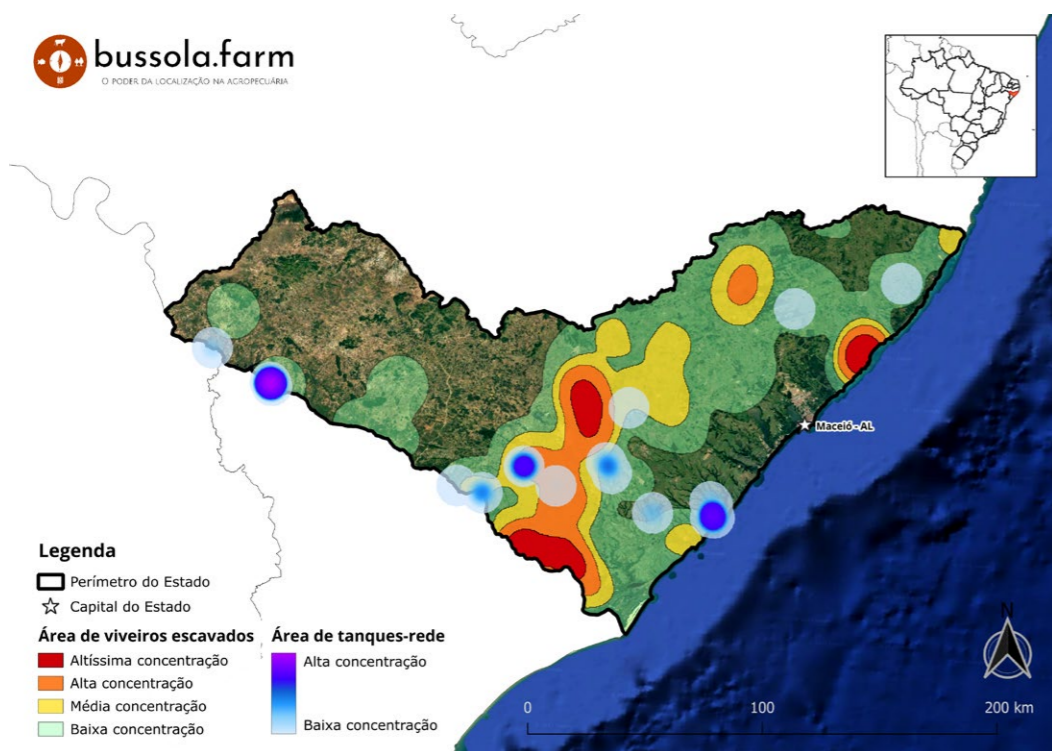 bussola.farm
O PODER DA LOCALIZAÇÃO NA AGROPECUÁRIA
Maceió - AL
Legenda
Perímetro do Estado
Capital do Estado
Área de viveiros escavados
Altíssima concentração
Alta concentração
Média concentração
Baixa concentração
Área de tanques-rede
Alta concentração
Baixa concentração
N
0 100 200 km